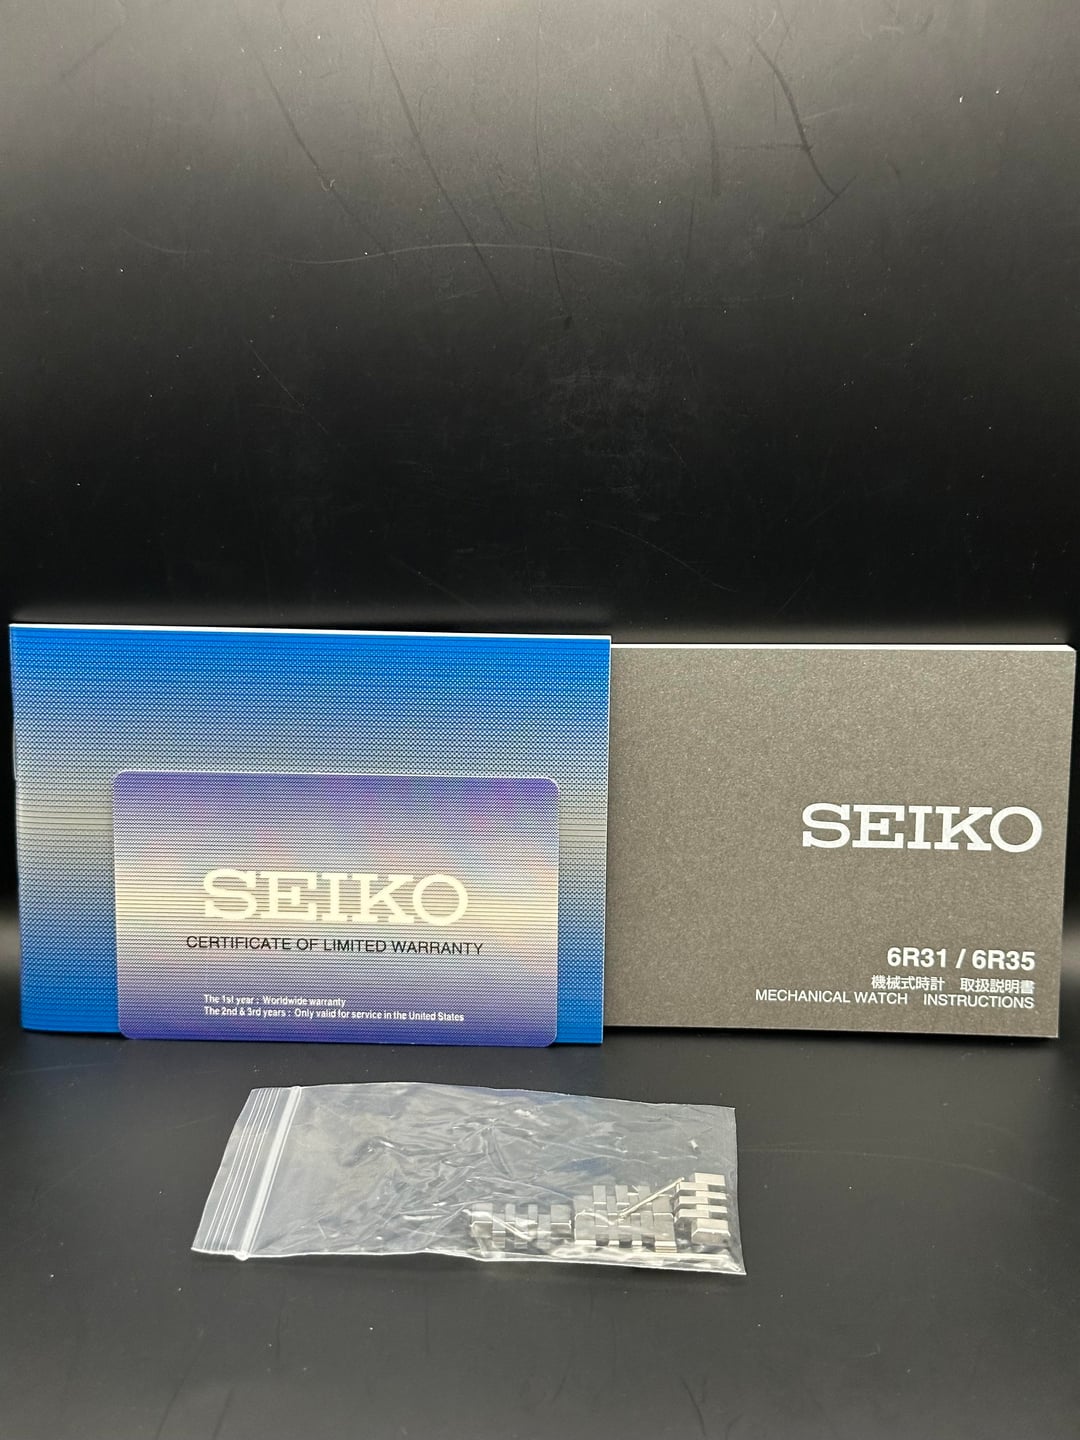 SEIKO
CERTIFICATE OF LIMITED WARRANTY
The 1st year : Worldwide warranty
The 2nd & 3rd years : Only valid for service in the United States
SEIKO
6R31 / 6R35
機械式時計 取扱説明書
MECHANICAL WATCH INSTRUCTIONS